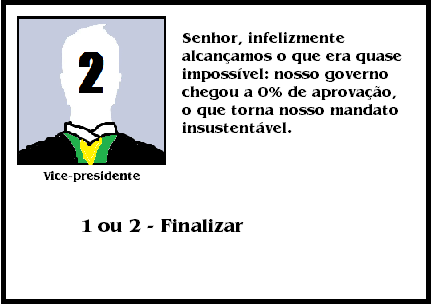 2
Vice-presidente
Senhor, infelizmente
alcançamos o que era quase
impossível: nosso governo
chegou a 0% de aprovação,
o que torna nosso mandato
insustentável.
1 ou 2 - Finalizar